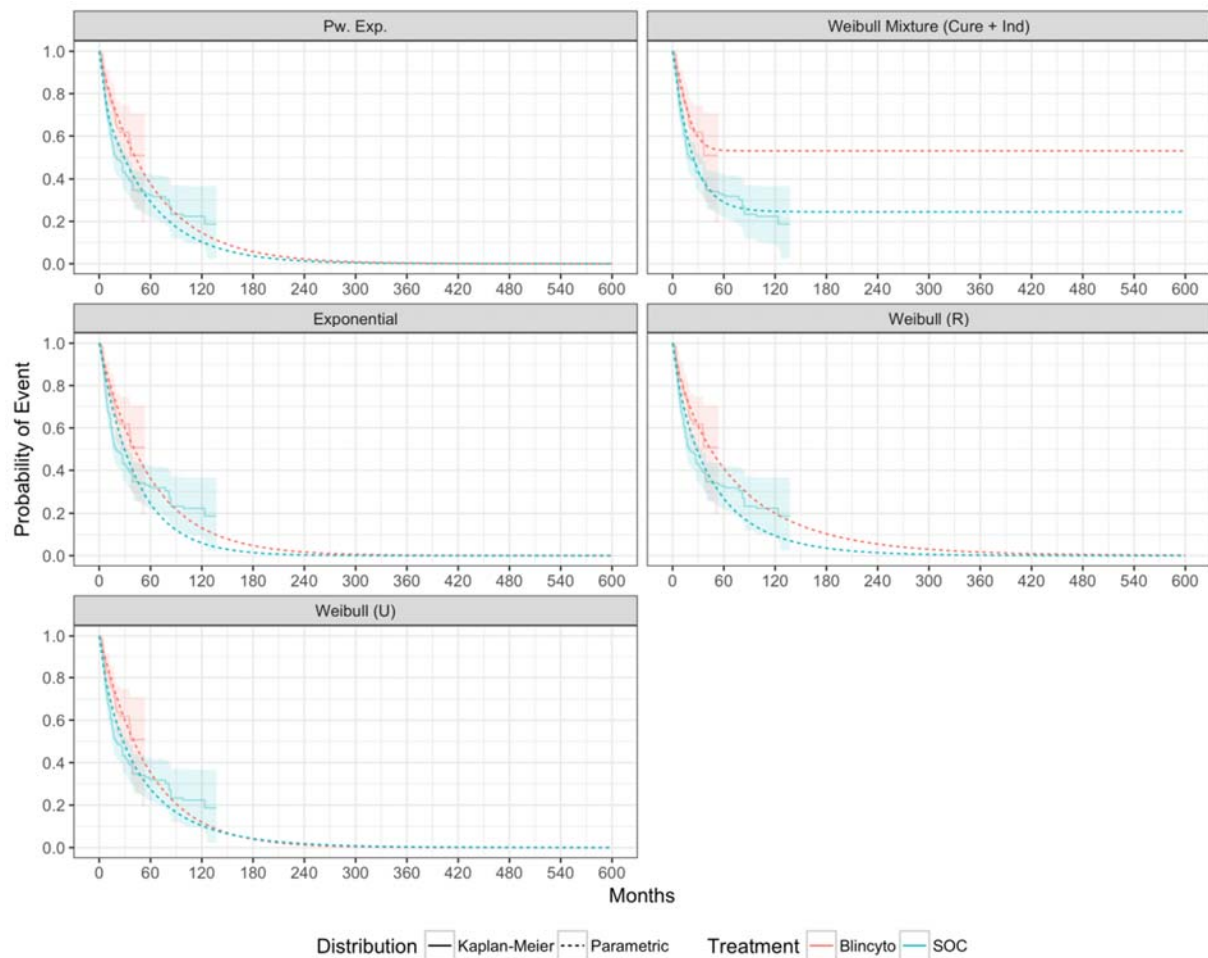 Pw. Exp.
Weibull Mixture (Cure + Ind)
1.0
0.8
0.6
0.4
0.2
0.0
0 60 120 180 240 300 360 420 480 540 600
0 60 120 180 240 300 360 420 480 540 600
Exponential
Weibull (R)
Probability of Event
1.0
0.8
0.6
0.4
0.2
0.0
0 60 120 180 240 300 360 420 480 540 600
0 60 120 180 240 300 360 420 480 540 600
Weibull (U)
1.0
0.8
0.6
0.4
0.2
0.0
0 60 120 180 240 300 360 420 480 540 600
Months
Distribution Kaplan-Meier Parametric Treatment Blincyto SOC